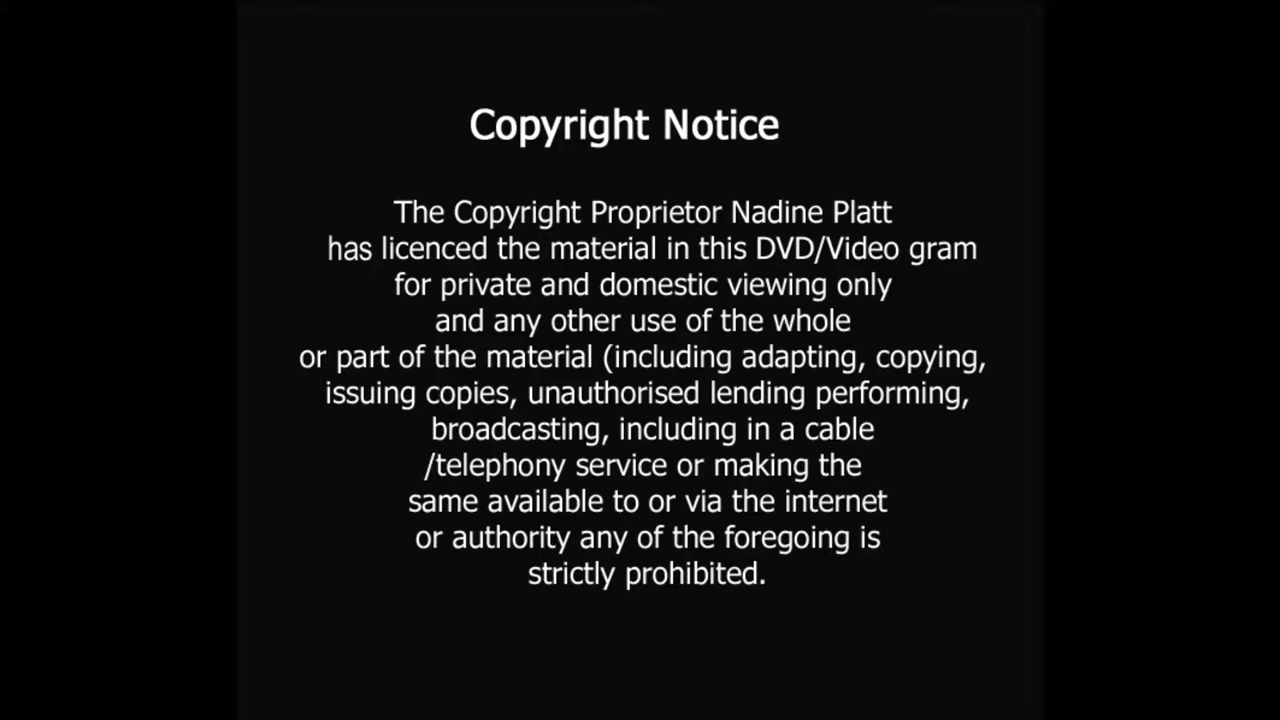 Copyright Notice
The Copyright Proprietor Nadine Platt
has licenced the material in this DVD/Video gram
for private and domestic viewing only
and any other use of the whole
or part of the material (including adapting, copying,
issuing copies, unauthorised lending performing,
broadcasting, including in a cable
/telephony service or making the
same available to or via the internet
or authority any of the foregoing is
strictly prohibited.